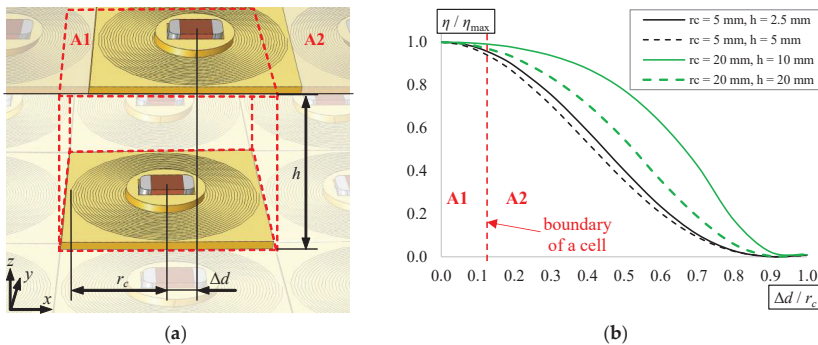 A1
A2
h
z
y
x
r_c
Δd
(a)
η / η_max
rc = 5 mm, h = 2.5 mm
rc = 5 mm, h = 5 mm
rc = 20 mm, h = 10 mm
rc = 20 mm, h = 20 mm
1.0
0.8
0.6
0.4
0.2
0.0
A1
A2
boundary
of a cell
0.0 0.1 0.2 0.3 0.4 0.5 0.6 0.7 0.8 0.9 1.0
Δd / r_c
(b)